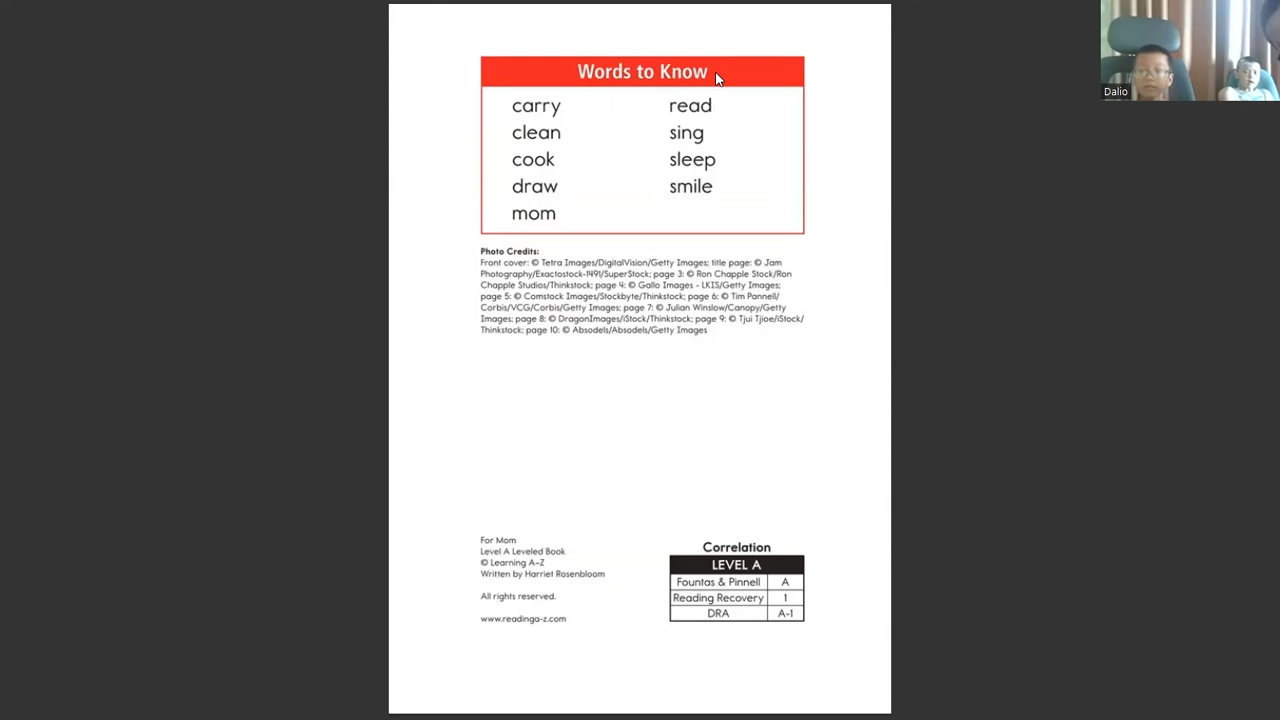 Words to Know
carry
clean
cook
draw
mom
read
sing
sleep
smile
Photo Credits:
Front cover: © Tetra Images/DigitalVision/Getty Images; title page: © Jam
Photography/Exactostock-1491/SuperStock; page 3: © Ron Chapple Stock/Ron
Chapple Studios/Thinkstock; page 4: © Gallo Images - LKIS/Getty Images;
page 5: © Comstock Images/Stockbyte/Thinkstock; page 6: © Tim Pannell/
Corbis/VCG/Corbis/Getty Images; page 7: © Julian Winslow/Canopy/Getty
Images; page 8: © DragonImages/iStock/Thinkstock; page 9: © Tjui Tjioe/iStock/
Thinkstock; page 10: © Absodels/Absodels/Getty Images
For Mom
Level A Leveled Book
© Learning A–Z
Written by Harriet Rosenbloom
All rights reserved.
www.readinga-z.com
Correlation
LEVEL A
Fountas & Pinnell A
Reading Recovery 1
DRA A-1
Dalio